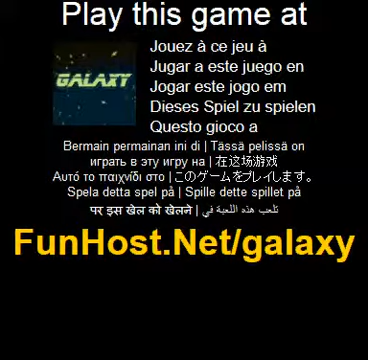 Play this game at
GALAXY
Jouez à ce jeu à
Jugar a este juego en
Jogar este jogo em
Dieses Spiel zu spielen
Questo gioco a
Bermain permainan ini di | Tässä pelissä on
играть в эту игру на | 在这场游戏
Αυτό το παιχνίδι στο | このゲームをプレイします。
Spela detta spel på | Spille dette spillet på
पर इस खेल को खेलने | تلعب هذه اللعبة في
FunHost.Net/galaxy